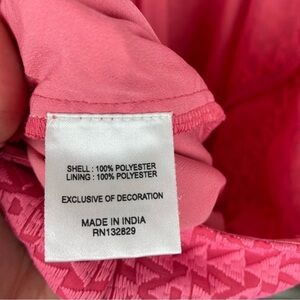 SHELL : 100% POLYESTER
LINING : 100% POLYESTER
EXCLUSIVE OF DECORATION
MADE IN INDIA
RN132829